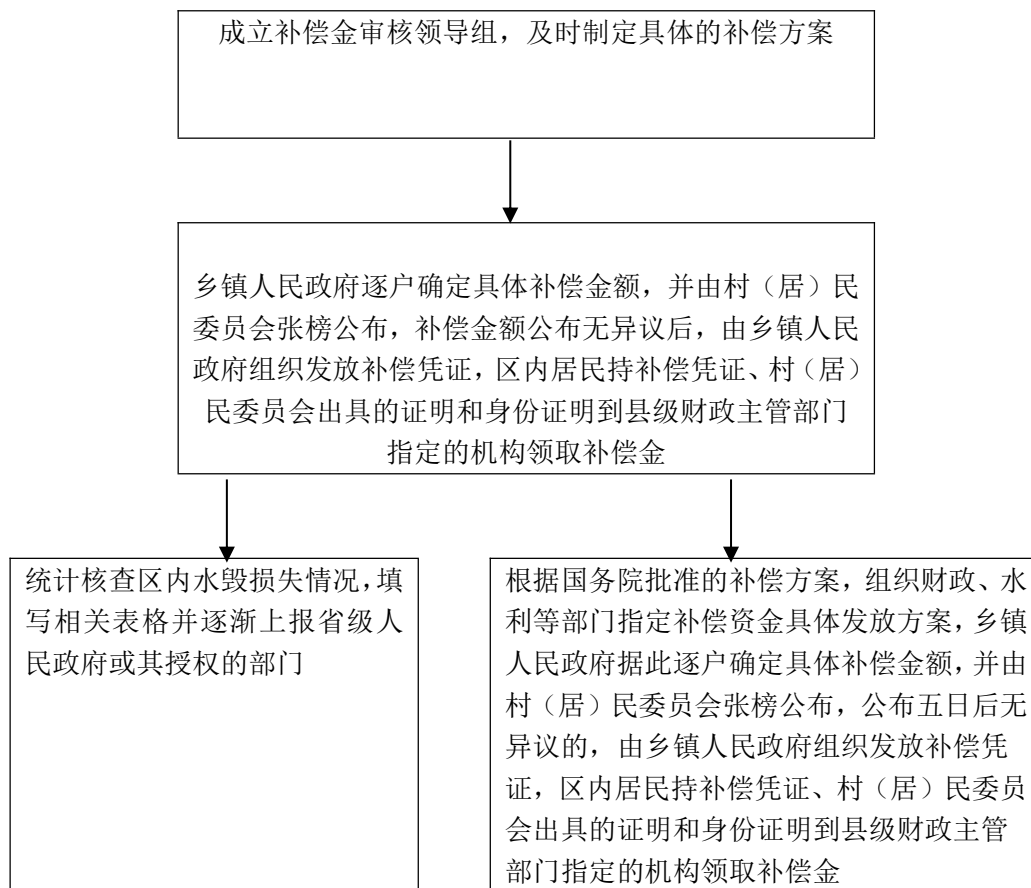 成立补偿金审核领导组，及时制定具体的补偿方案
乡镇人民政府逐户确定具体补偿金额，并由村（居）民
委员会张榜公布，补偿金额公布无异议后，由乡镇人民
政府组织发放补偿凭证，区内居民持补偿凭证、村（居）
民委员会出具的证明和身份证明到县级财政主管部门
指定的机构领取补偿金
统计核查区内水毁损失情况，填
写相关表格并逐渐上报省级人
民政府或其授权的部门
根据国务院批准的补偿方案，组织财政、水
利等部门指定补偿资金具体发放方案，乡镇
人民政府据此逐户确定具体补偿金额，并由
村（居）民委员会张榜公布，公布五日后无
异议的，由乡镇人民政府组织发放补偿凭
证，区内居民持补偿凭证、村（居）民委员
会出具的证明和身份证明到县级财政主管
部门指定的机构领取补偿金